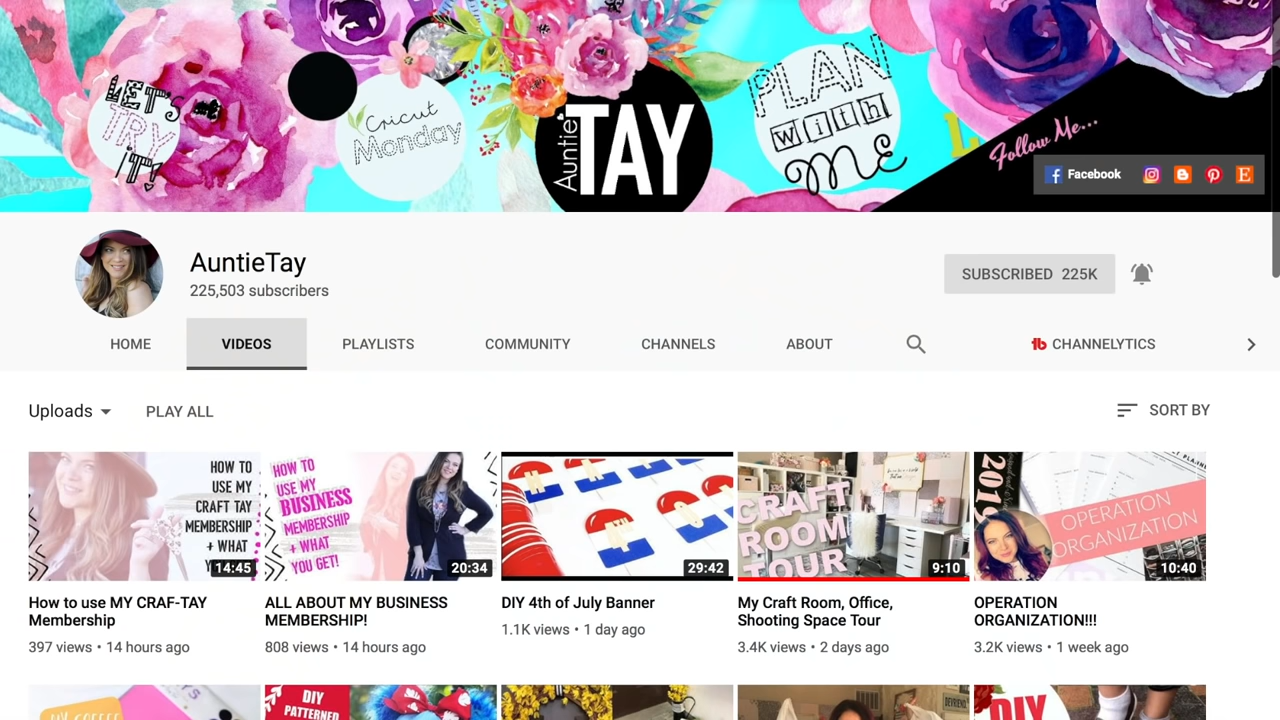 LET'S
TRY
IT!
Cricut
Monday
Auntie
TAY
PLAN
with
ME
Follow Me...
Facebook
AuntieTay
225,503 subscribers
SUBSCRIBED 225K
HOME VIDEOS PLAYLISTS COMMUNITY CHANNELS ABOUT CHANNELYTICS
Uploads PLAY ALL SORT BY
HOW TO
USE MY
CRAFT TAY
MEMBERSHIP
+ WHAT
14:45
HOW TO
USE MY
BUSINESS
MEMBERSHIP
+ WHAT
YOU GET!
20:34
29:42
CRAFT
ROOM
TOUR
9:10
2019
OPERATION
ORGANIZATION
10:40
How to use MY CRAF-TAY
Membership
397 views • 14 hours ago
ALL ABOUT MY BUSINESS
MEMBERSHIP!
808 views • 14 hours ago
DIY 4th of July Banner
1.1K views • 1 day ago
My Craft Room, Office,
Shooting Space Tour
3.4K views • 2 days ago
OPERATION
ORGANIZATION!!!
3.2K views • 1 week ago
MY COFFEE
DIY
PATTERNED
DIY